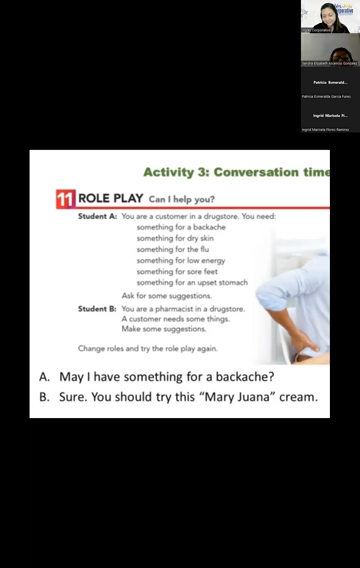 Patricia Esmerald...
Ingrid Marisela Fl...
Activity 3: Conversation time
11 ROLE PLAY Can I help you?
Student A: You are a customer in a drugstore. You need:
something for a backache
something for dry skin
something for the flu
something for low energy
something for sore feet
something for an upset stomach
Ask for some suggestions.
Student B: You are a pharmacist in a drugstore.
A customer needs some things.
Make some suggestions.
Change roles and try the role play again.
A. May I have something for a backache?
B. Sure. You should try this “Mary Juana” cream.